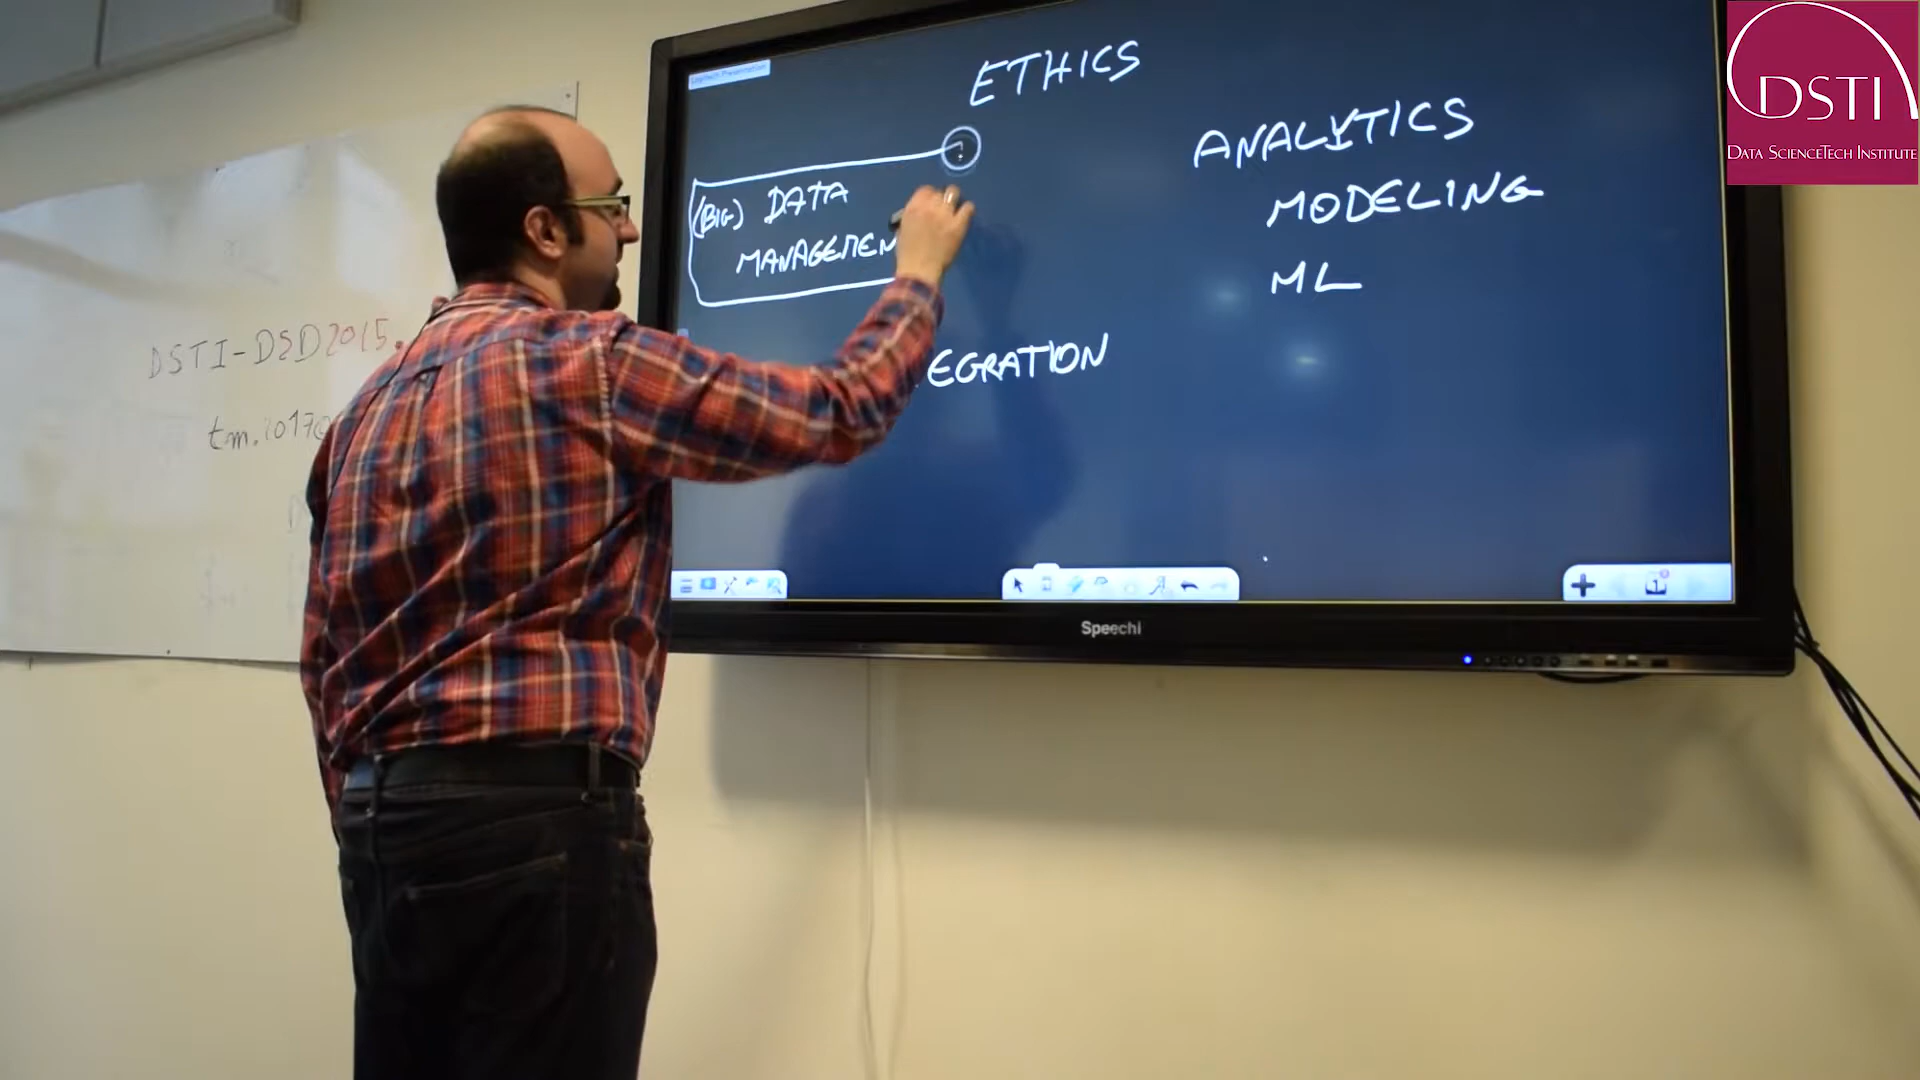 ETHICS
(BIG) DATA
MANAGEMEN
EGRATION
ANALYTICS
MODELING
ML
DSTI-DSD2015.
Speechi
DSTI
DATA SCIENCETECH INSTITUTE